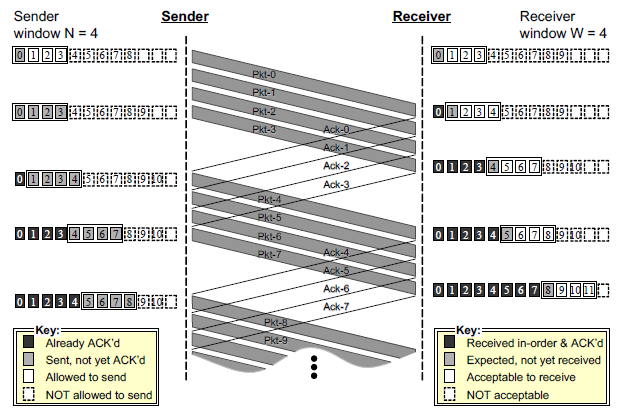 Sender
window N = 4
Sender
Receiver
Receiver
window W = 4
0 1 2 3 4 5 6 7 8
0 1 2 3 4 5 6 7 8
Pkt-0
Pkt-1
Pkt-2
Pkt-3
0 1 2 3 4 5 6 7 8 9
0 1 2 3 4 5 6 7 8 9
Ack-0
Ack-1
Ack-2
Ack-3
0 1 2 3 4 5 6 7 8 9 10
0 1 2 3 4 5 6 7 8 9 10
Pkt-4
Pkt-5
Pkt-6
Pkt-7
0 1 2 3 4 5 6 7 8 9 10
0 1 2 3 4 5 6 7 8 9 10
Ack-4
Ack-5
Ack-6
Ack-7
0 1 2 3 4 5 6 7 8 9 10
0 1 2 3 4 5 6 7 8 9 10 11
Pkt-8
Pkt-9
Key:
Already ACK'd
Sent, not yet ACK'd
Allowed to send
NOT allowed to send
Key:
Received in-order & ACK'd
Expected, not yet received
Acceptable to receive
NOT acceptable